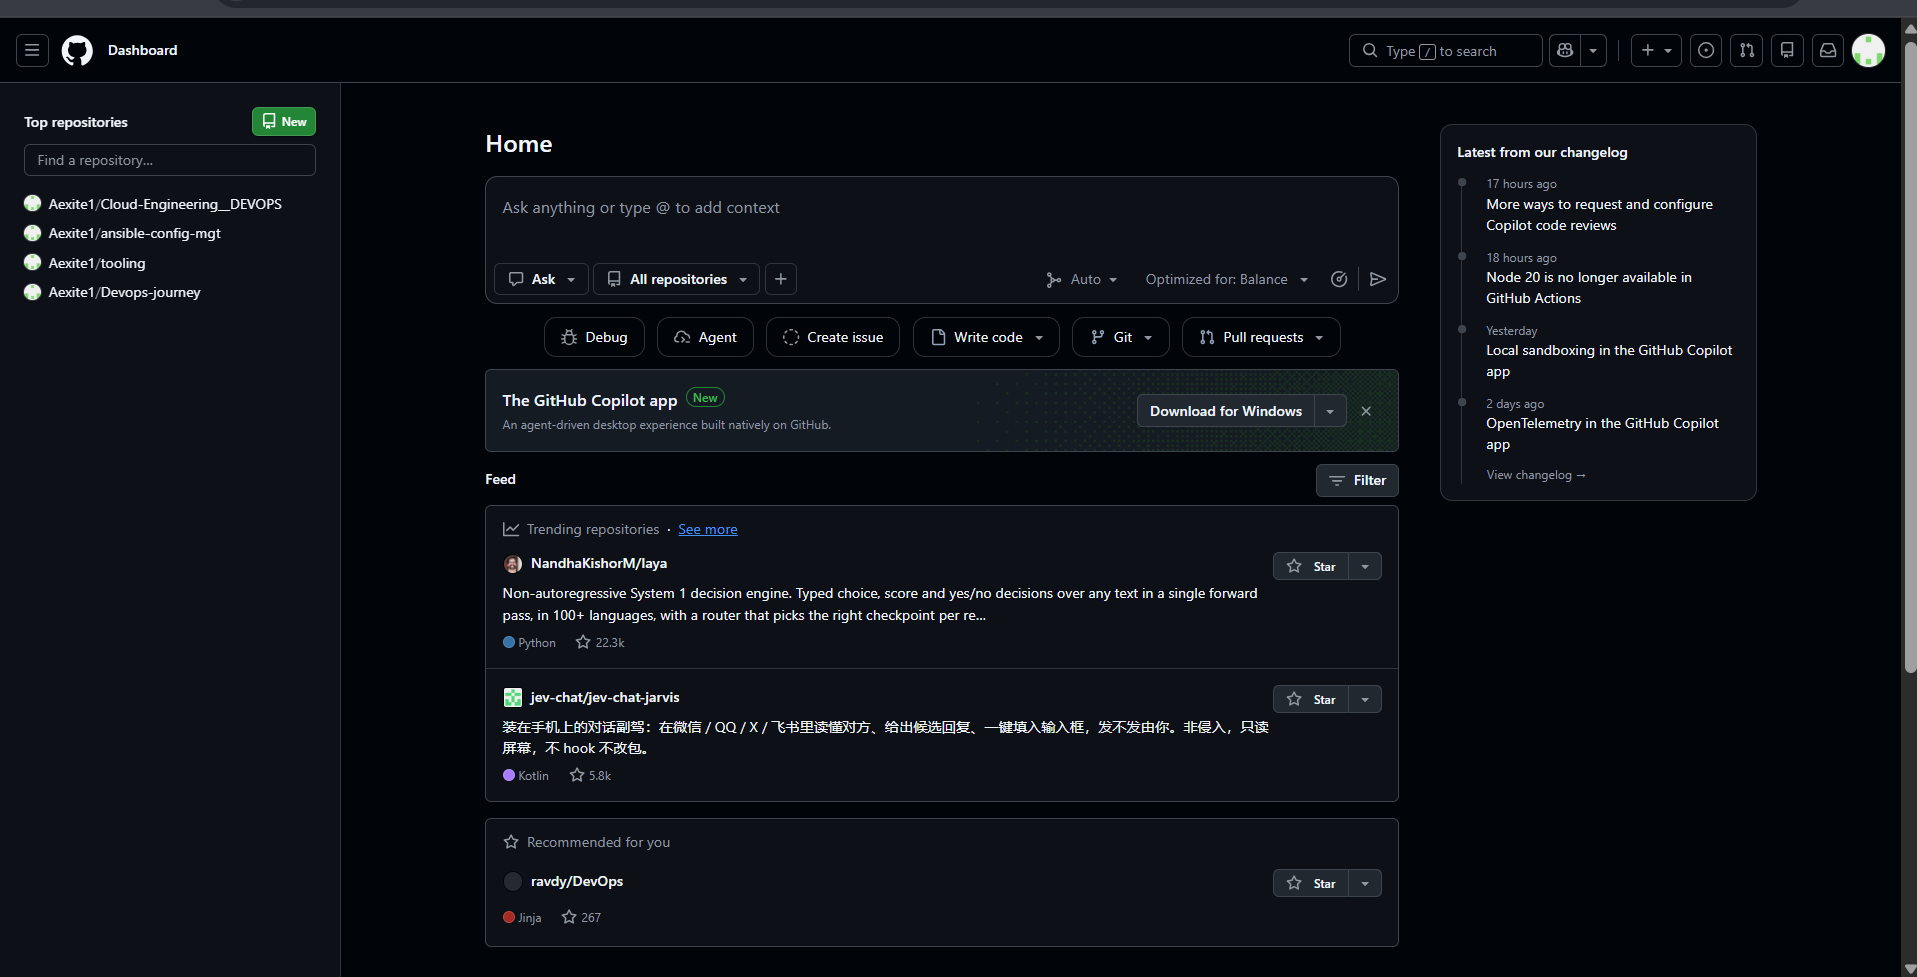 Dashboard
Type / to search
Top repositories
New
Find a repository...
Aexite1/Cloud-Engineering__DEVOPS
Aexite1/ansible-config-mgt
Aexite1/tooling
Aexite1/Devops-journey
Home
Ask anything or type @ to add context
Ask
All repositories
Auto
Optimized for: Balance
Debug
Agent
Create issue
Write code
Git
Pull requests
The GitHub Copilot app New
An agent-driven desktop experience built natively on GitHub.
Download for Windows
Feed
Filter
Trending repositories · See more
NandhaKishorM/laya
Star
Non-autoregressive System 1 decision engine. Typed choice, score and yes/no decisions over any text in a single forward
pass, in 100+ languages, with a router that picks the right checkpoint per re...
Python 22.3k
jev-chat/jev-chat-jarvis
Star
装在手机上的对话副驾：在微信 / QQ / X / 飞书里读懂对方、给出候选回复、一键填入输入框，发不发由你。非侵入，只读
屏幕，不 hook 不改包。
Kotlin 5.8k
Recommended for you
ravdy/DevOps
Star
Jinja 267
Latest from our changelog
17 hours ago
More ways to request and configure
Copilot code reviews
18 hours ago
Node 20 is no longer available in
GitHub Actions
Yesterday
Local sandboxing in the GitHub Copilot
app
2 days ago
OpenTelemetry in the GitHub Copilot
app
View changelog →